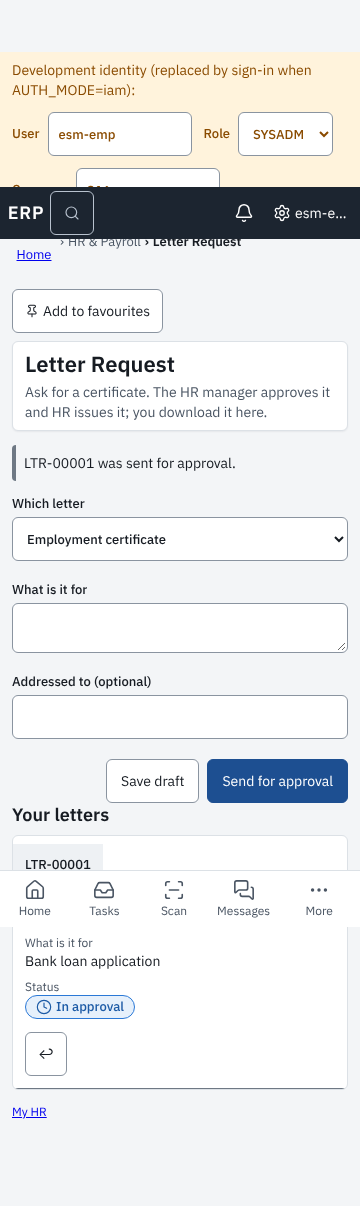 Development identity (replaced by sign-in when
AUTH_MODE=iam):
User esm-emp Role SYSADM
ERP esm-e...
› HR & Payroll › Letter Request
Home
Add to favourites
Letter Request
Ask for a certificate. The HR manager approves it
and HR issues it; you download it here.
LTR-00001 was sent for approval.
Which letter
Employment certificate
What is it for
Addressed to (optional)
Save draft Send for approval
Your letters
LTR-00001
Home Tasks Scan Messages More
What is it for
Bank loan application
Status
In approval
My HR